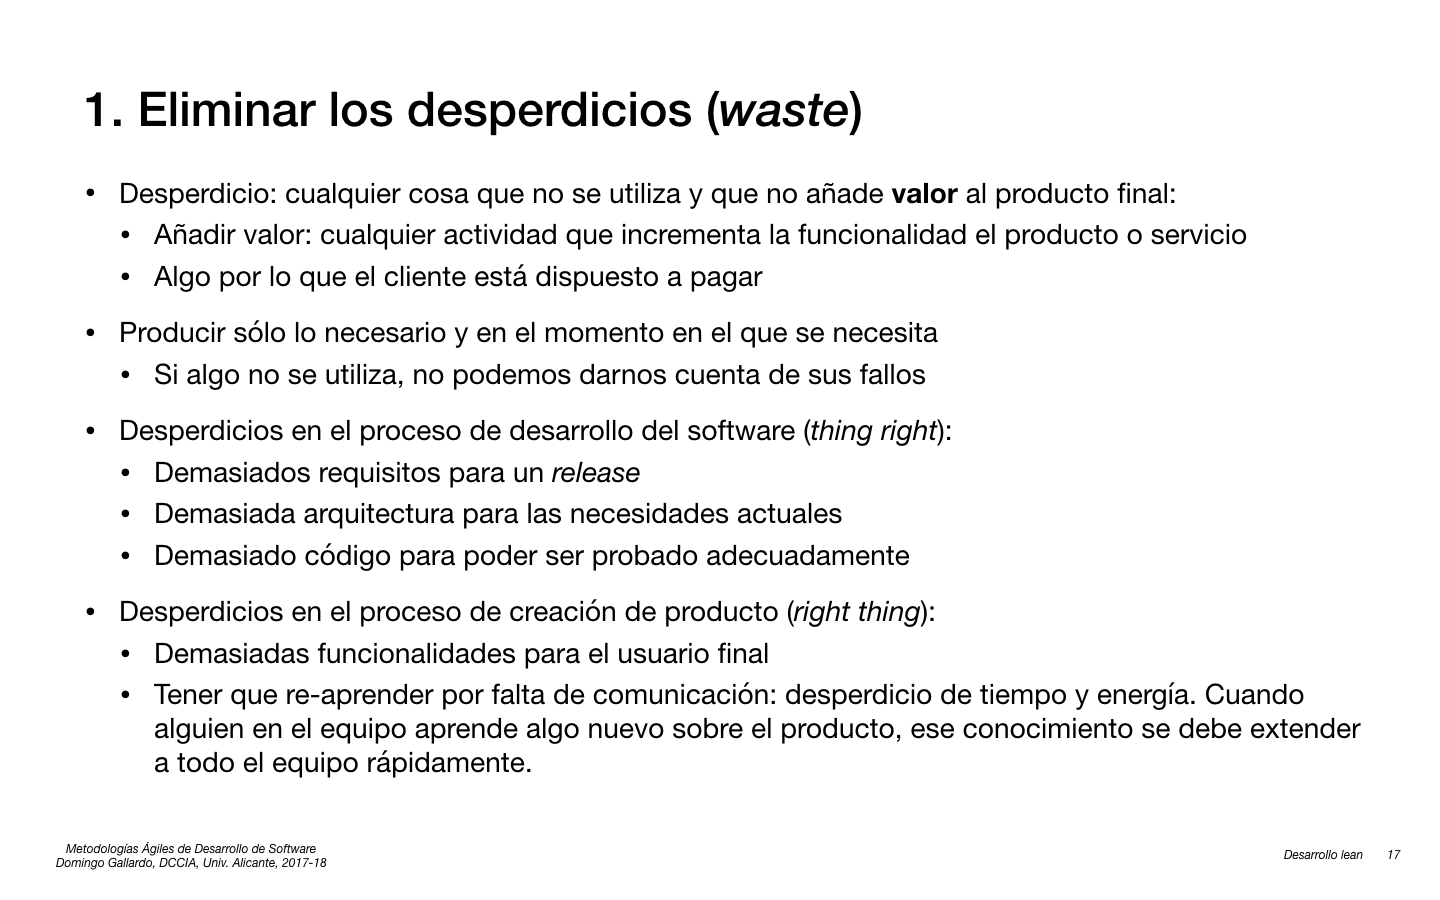 1. Eliminar los desperdicios (waste)
• Desperdicio: cualquier cosa que no se utiliza y que no añade valor al producto final:
• Añadir valor: cualquier actividad que incrementa la funcionalidad el producto o servicio
• Algo por lo que el cliente está dispuesto a pagar
• Producir sólo lo necesario y en el momento en el que se necesita
• Si algo no se utiliza, no podemos darnos cuenta de sus fallos
• Desperdicios en el proceso de desarrollo del software (thing right):
• Demasiados requisitos para un release
• Demasiada arquitectura para las necesidades actuales
• Demasiado código para poder ser probado adecuadamente
• Desperdicios en el proceso de creación de producto (right thing):
• Demasiadas funcionalidades para el usuario final
• Tener que re-aprender por falta de comunicación: desperdicio de tiempo y energía. Cuando
alguien en el equipo aprende algo nuevo sobre el producto, ese conocimiento se debe extender
a todo el equipo rápidamente.
Metodologías Ágiles de Desarrollo de Software
Domingo Gallardo, DCCIA, Univ. Alicante, 2017-18
Desarrollo lean 17